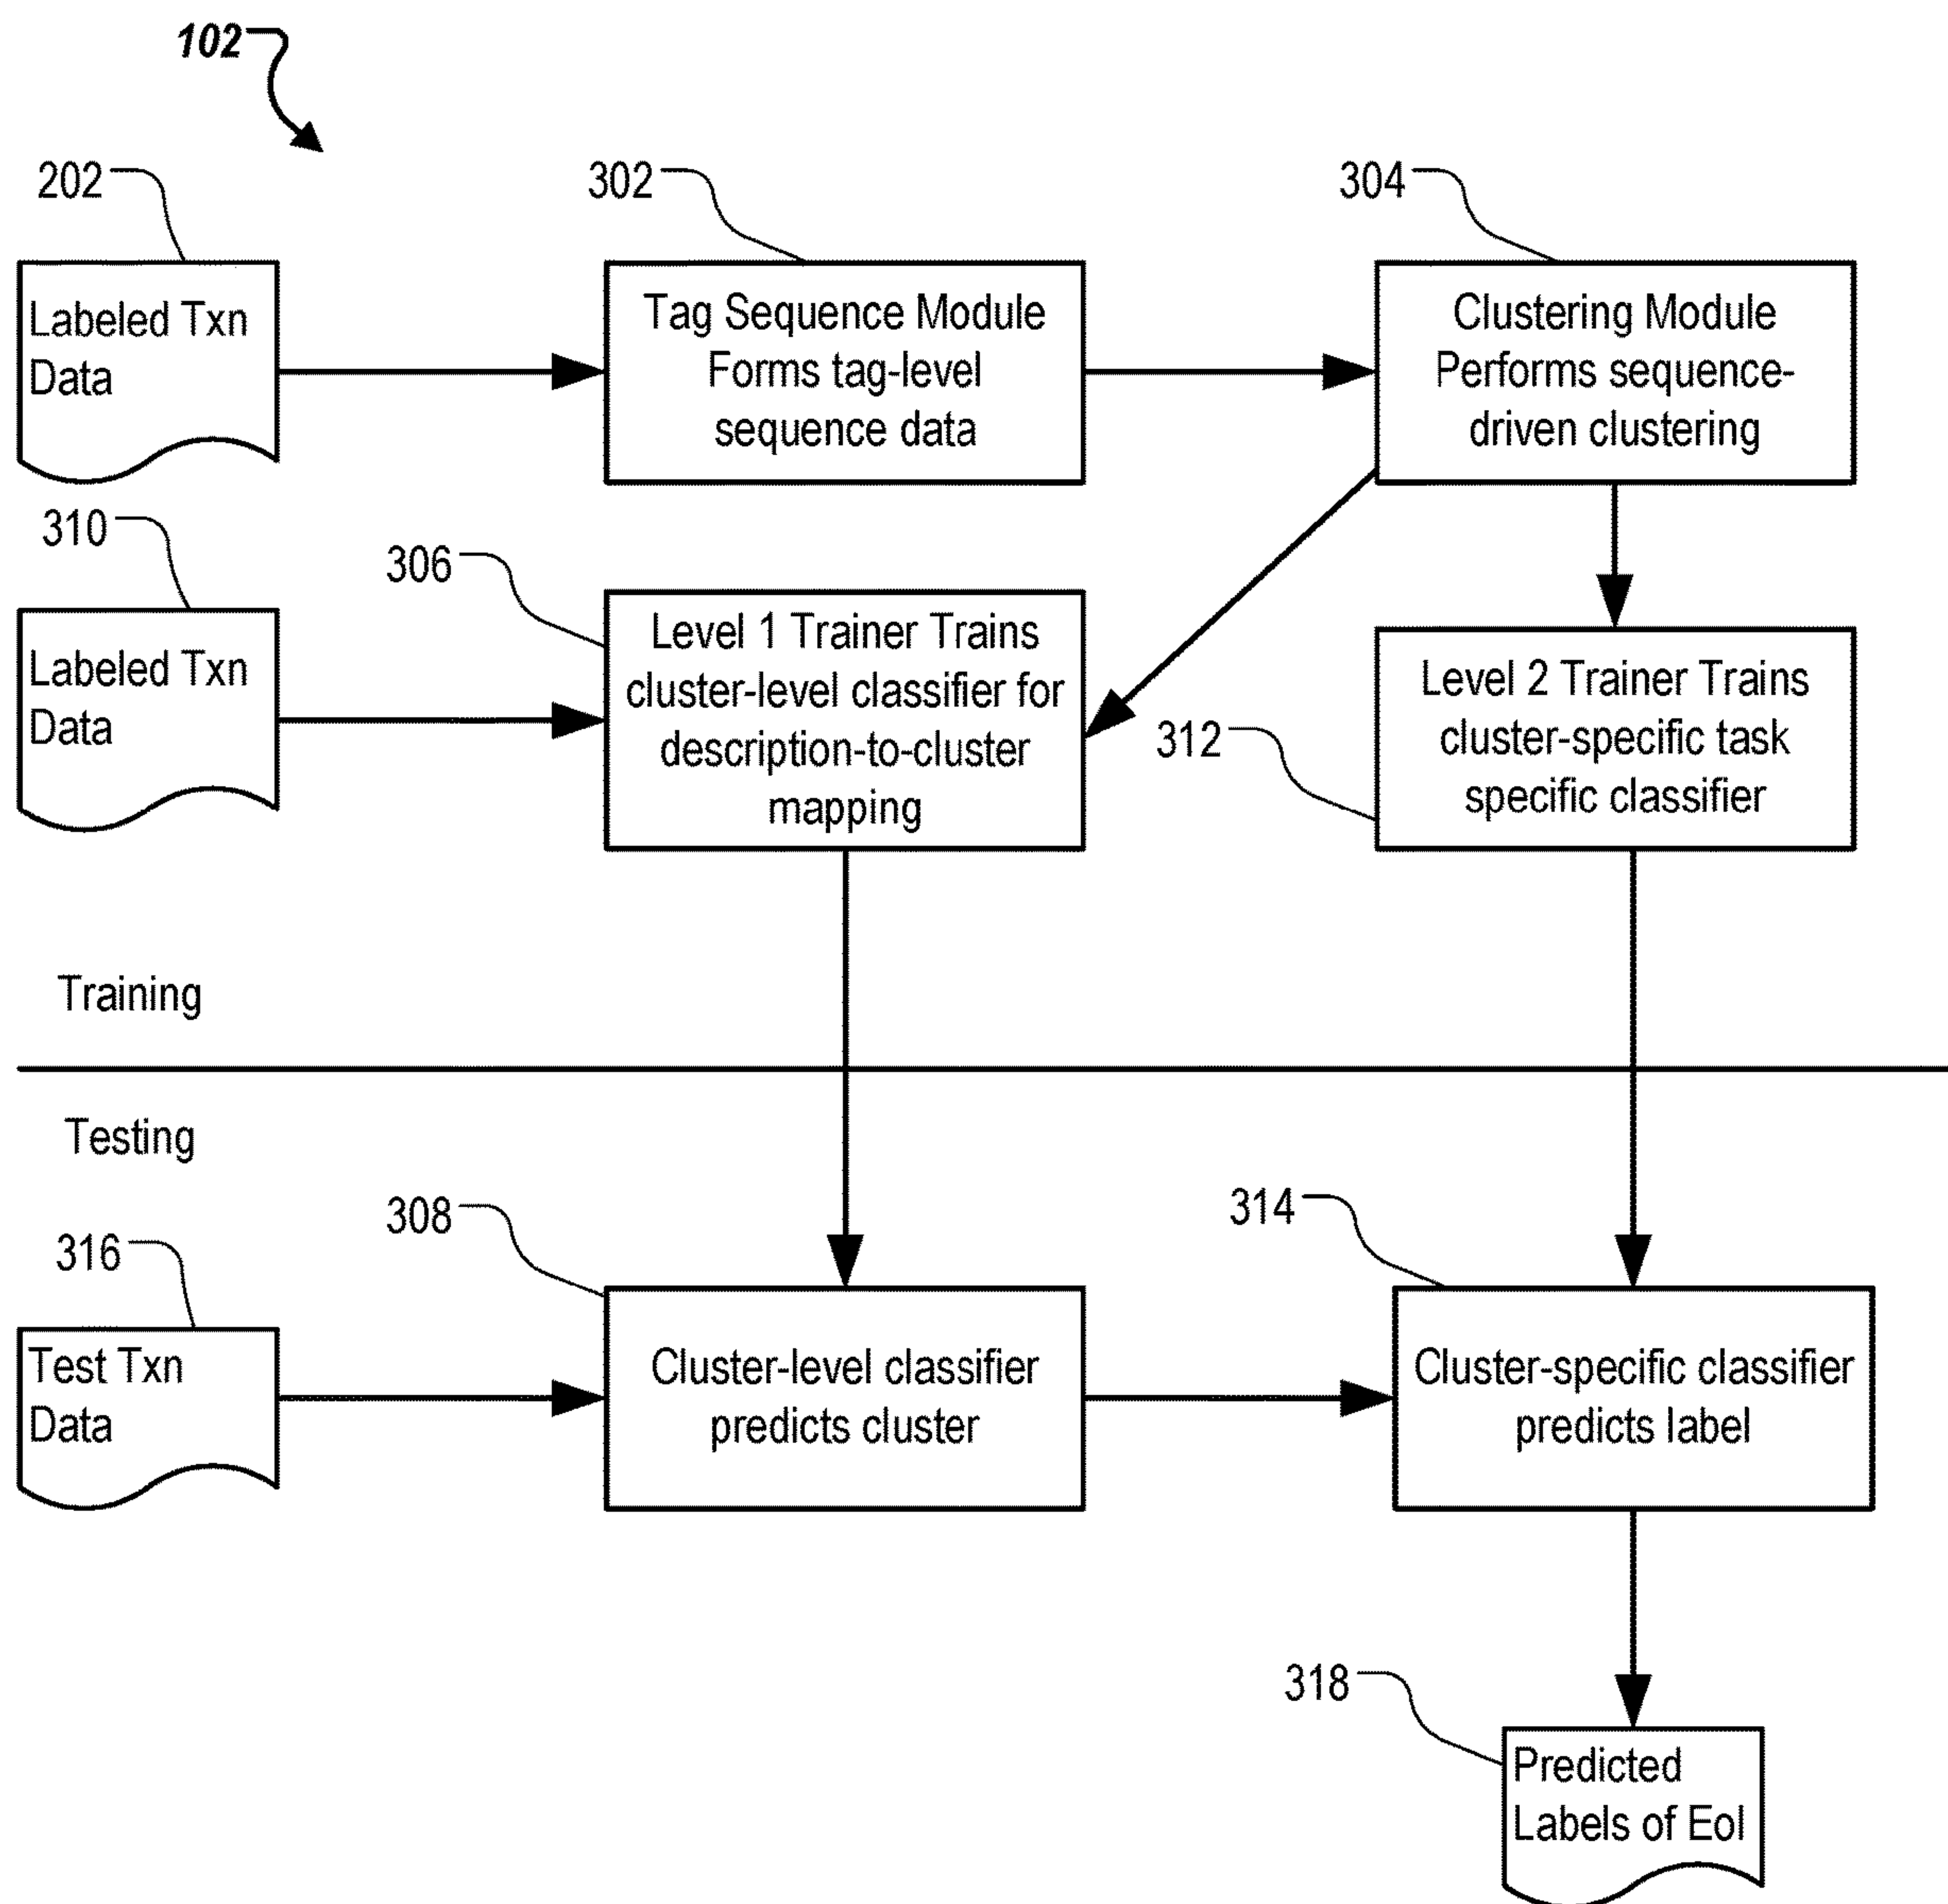 102
202
302
304
Labeled Txn
Data
Tag Sequence Module
Forms tag-level
sequence data
Clustering Module
Performs sequence-
driven clustering
310
306
Labeled Txn
Data
Level 1 Trainer Trains
cluster-level classifier for
description-to-cluster
mapping
312
Level 2 Trainer Trains
cluster-specific task
specific classifier
Training
Testing
316
308
314
Test Txn
Data
Cluster-level classifier
predicts cluster
Cluster-specific classifier
predicts label
318
Predicted
Labels of EoI